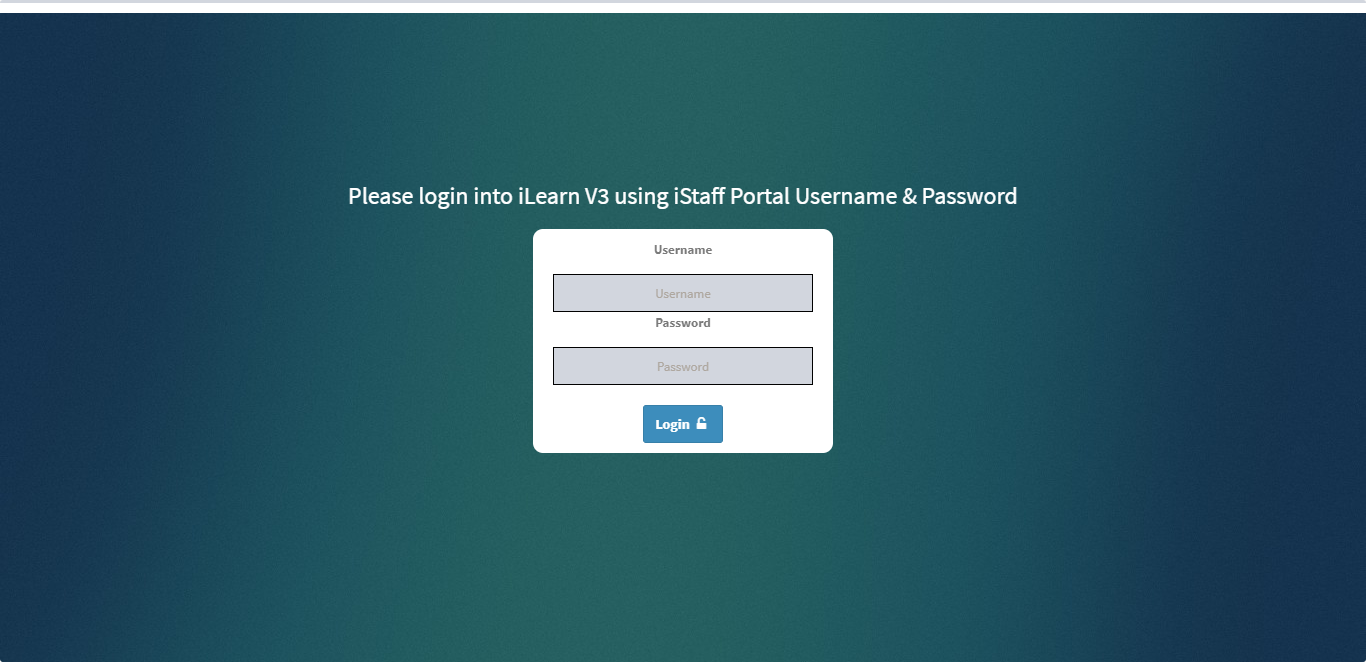 Please login into iLearn V3 using iStaff Portal Username & Password
Username
Username
Password
Password
Login